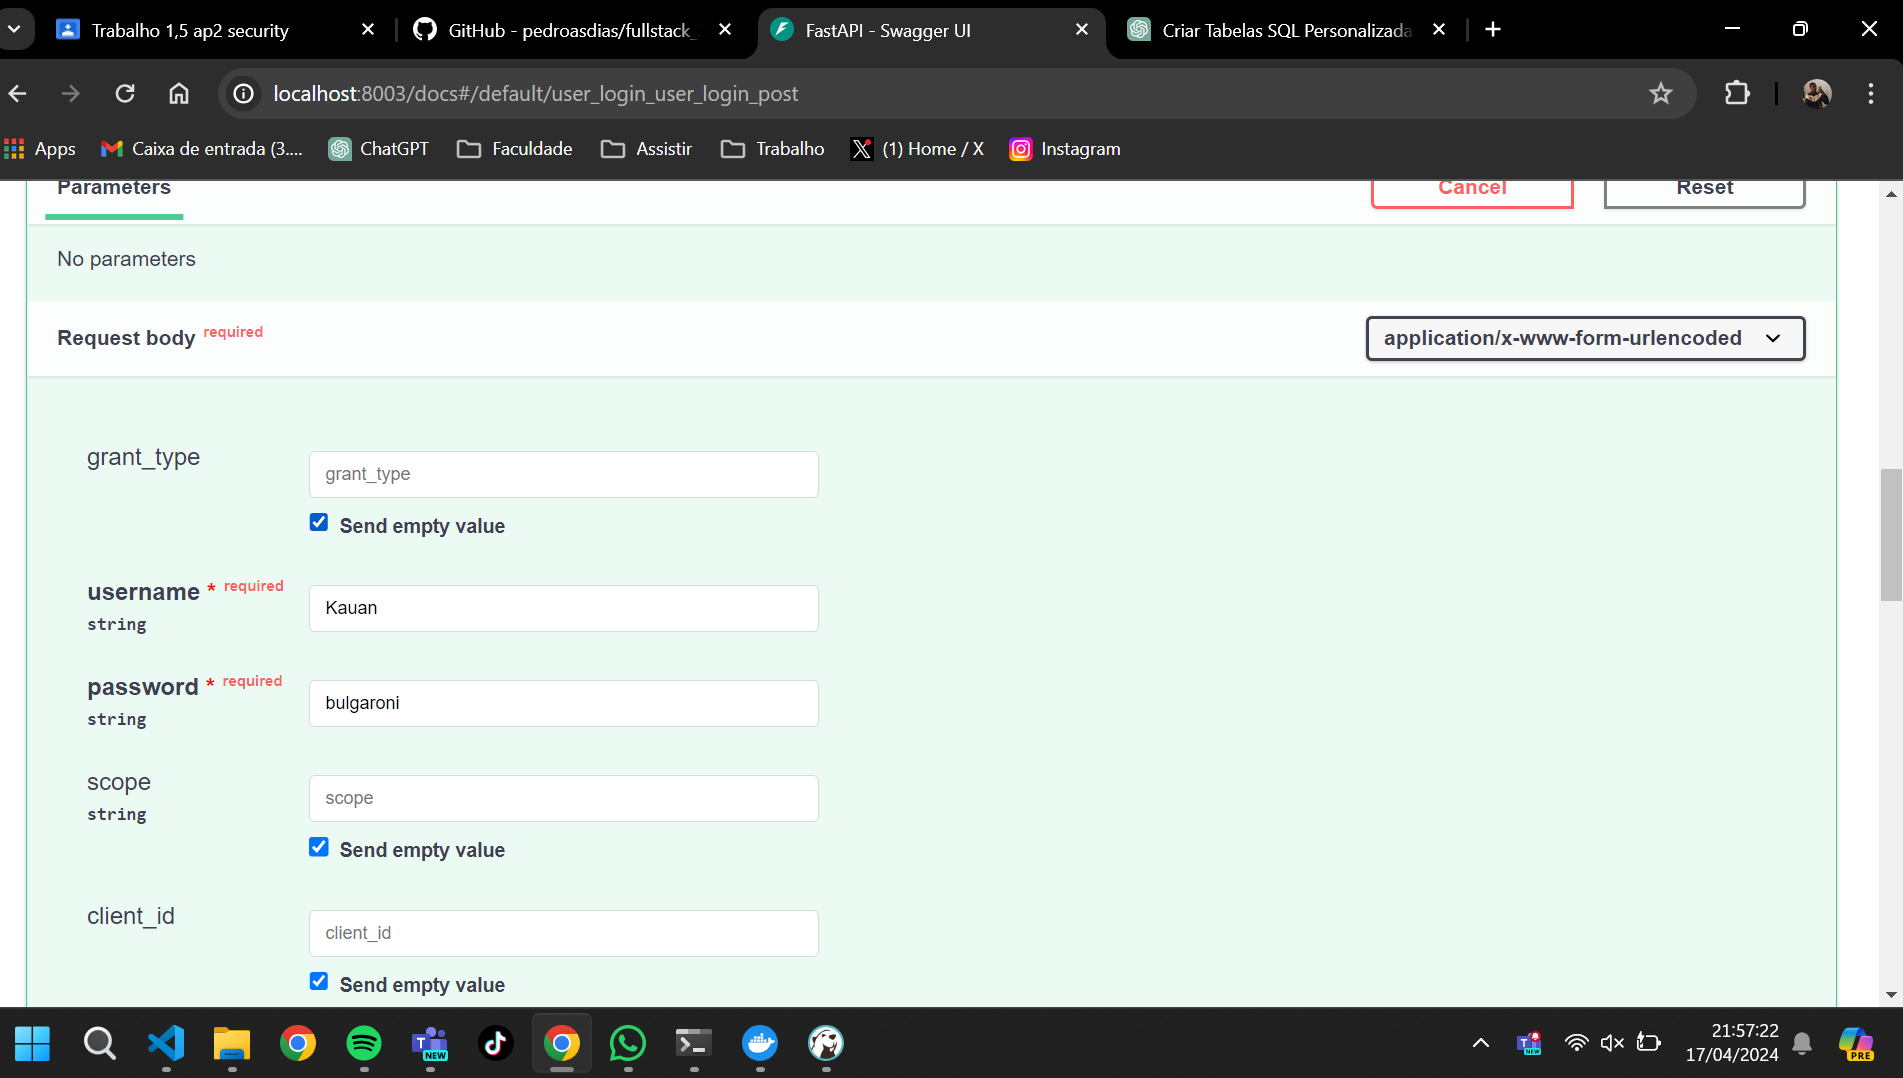 Trabalho 1,5 ap2 security
GitHub - pedroasdias/fullstack_
FastAPI - Swagger UI
Criar Tabelas SQL Personalizada
localhost:8003/docs#/default/user_login_user_login_post
Apps
Caixa de entrada (3....
ChatGPT
Faculdade
Assistir
Trabalho
(1) Home / X
Instagram
Parameters
Cancel
Reset
No parameters
Request body required
application/x-www-form-urlencoded
grant_type
grant_type
Send empty value
username * required
string
Kauan
password * required
string
bulgaroni
scope
string
scope
Send empty value
client_id
client_id
Send empty value
NEW
NEW
21:57:22
17/04/2024
PRE